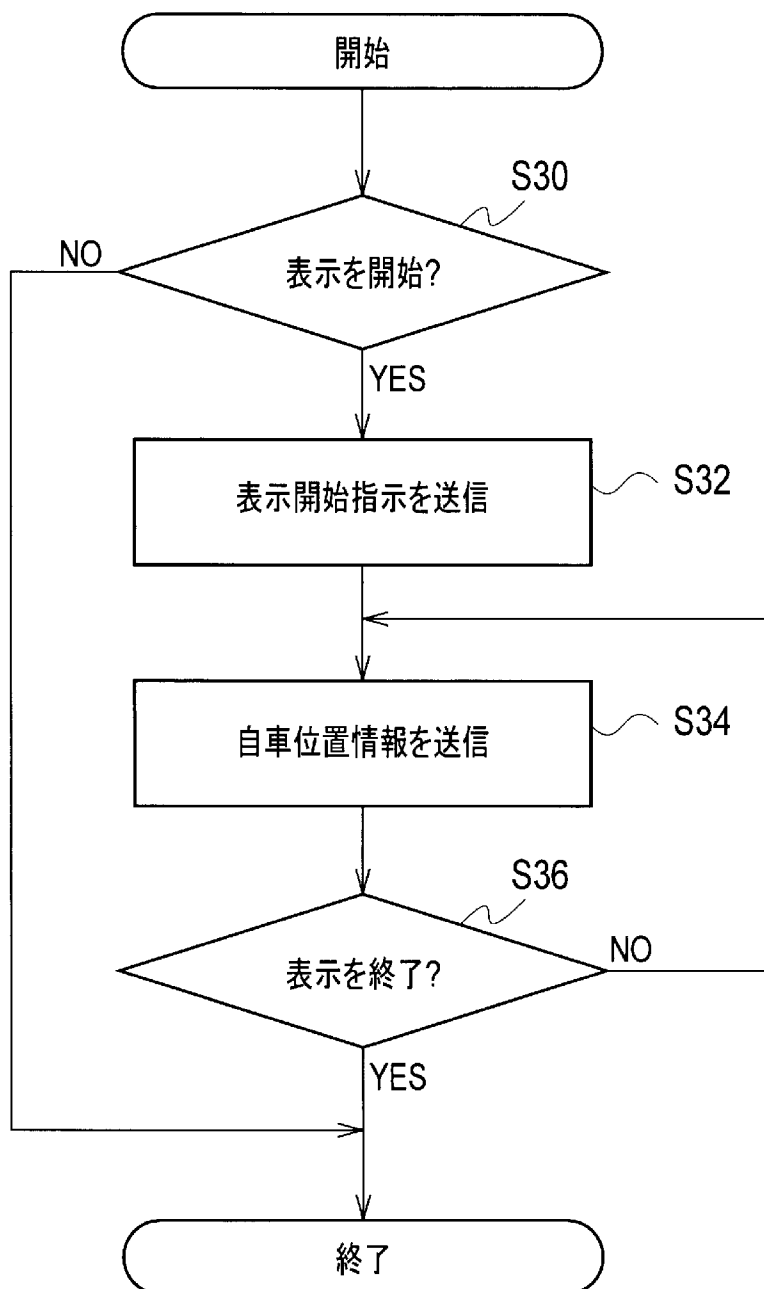 開始
S30
NO
表示を開始?
YES
表示開始指示を送信
S32
自車位置情報を送信
S34
S36
表示を終了?
NO
YES
終了